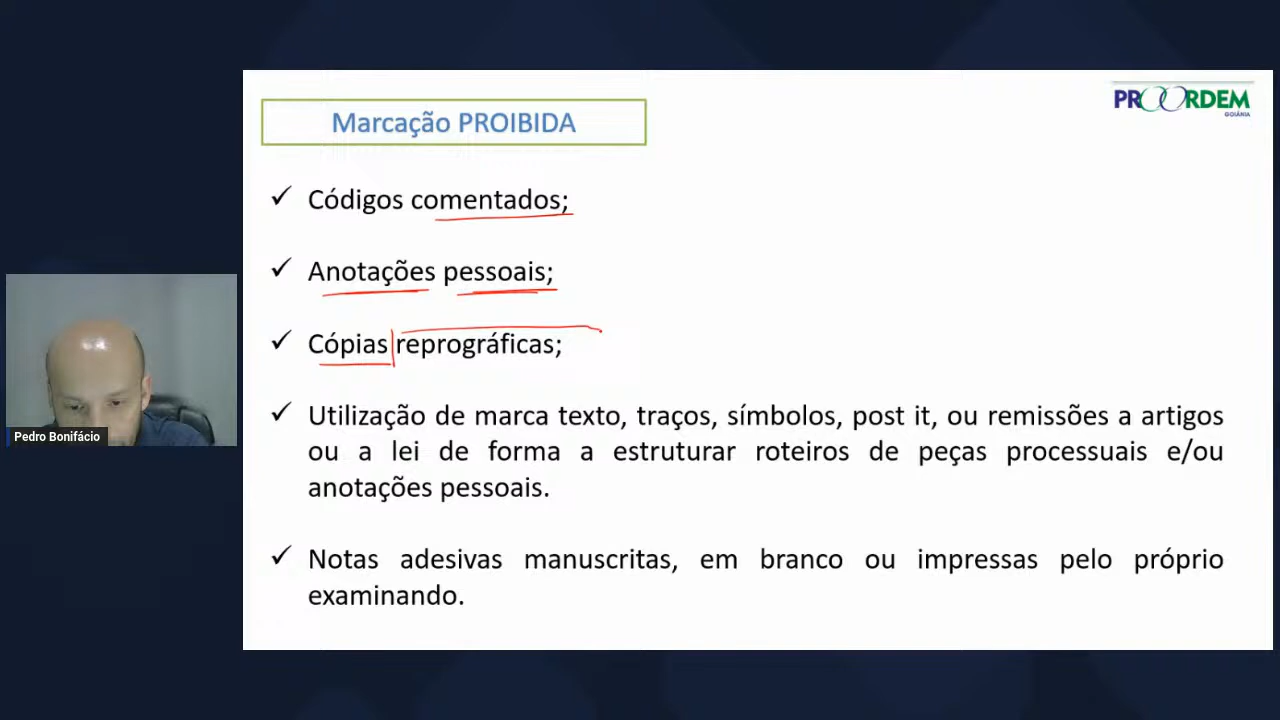 Marcação PROIBIDA
PROORDEM
GOIÂNIA
Códigos comentados;
Anotações pessoais;
Cópias reprográficas;
Utilização de marca texto, traços, símbolos, post it, ou remissões a artigos
ou a lei de forma a estruturar roteiros de peças processuais e/ou
anotações pessoais.
Notas adesivas manuscritas, em branco ou impressas pelo próprio
examinando.
Pedro Bonifácio